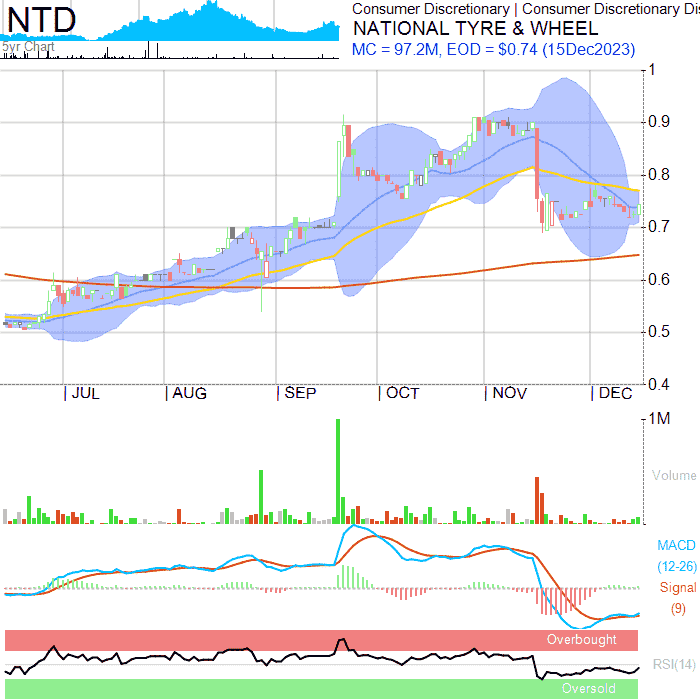 NTD
5yr Chart
Consumer Discretionary | Consumer Discretionary Dis
NATIONAL TYRE & WHEEL
MC = 97.2M, EOD = $0.74 (15Dec2023)
1
0.9
0.8
0.7
0.6
0.5
0.4
JUL AUG SEP OCT NOV DEC
1M
Volume
MACD
(12-26)
Signal
(9)
Overbought
RSI(14)
Oversold